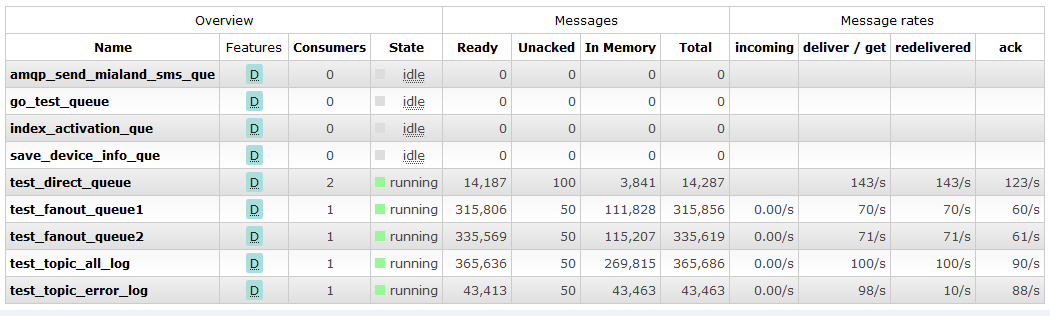 Overview Messages Message rates
Name Features Consumers State Ready Unacked In Memory Total incoming deliver / get redelivered ack
amqp_send_mialand_sms_que D 0 idle 0 0 0 0
go_test_queue D 0 idle 0 0 0 0
index_activation_que D 0 idle 0 0 0 0
save_device_info_que D 0 idle 0 0 0 0
test_direct_queue D 2 running 14,187 100 3,841 14,287 143/s 143/s 123/s
test_fanout_queue1 D 1 running 315,806 50 111,828 315,856 0.00/s 70/s 70/s 60/s
test_fanout_queue2 D 1 running 335,569 50 115,207 335,619 0.00/s 71/s 71/s 61/s
test_topic_all_log D 1 running 365,636 50 269,815 365,686 0.00/s 100/s 100/s 90/s
test_topic_error_log D 1 running 43,413 50 43,463 43,463 0.00/s 98/s 10/s 88/s